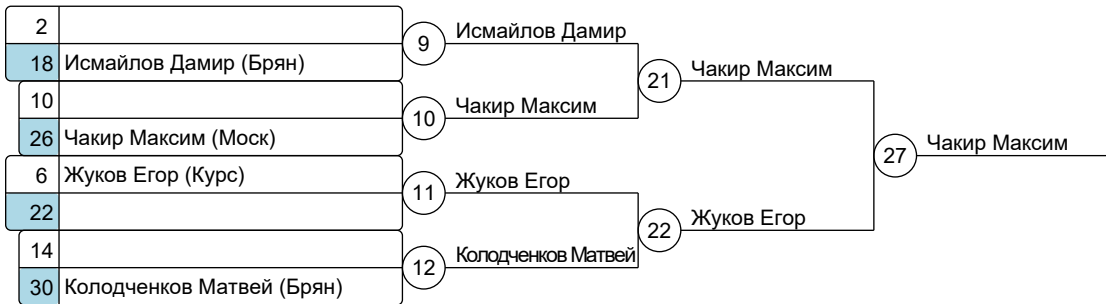 2
9
Исмайлов Дамир
18 Исмайлов Дамир (Брян)
21
Чакир Максим
10
10
Чакир Максим
26 Чакир Максим (Моск)
27
Чакир Максим
6 Жуков Егор (Курс)
11
Жуков Егор
22
22
Жуков Егор
14
12
Колодченков Матвей
30 Колодченков Матвей (Брян)